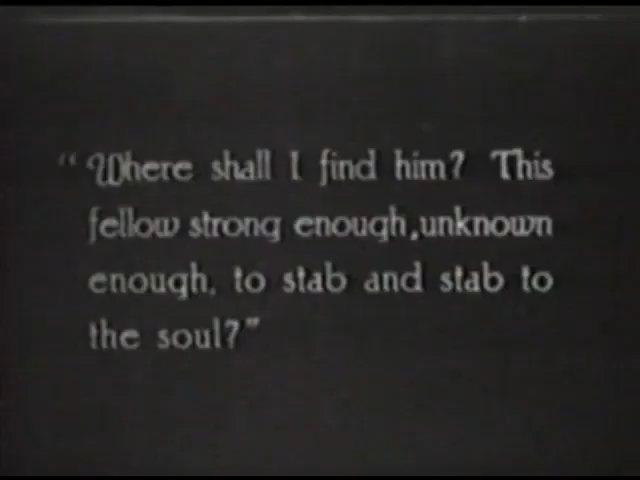 “Where shall I find him? This
fellow strong enough, unknown
enough, to stab and stab to
the soul?”